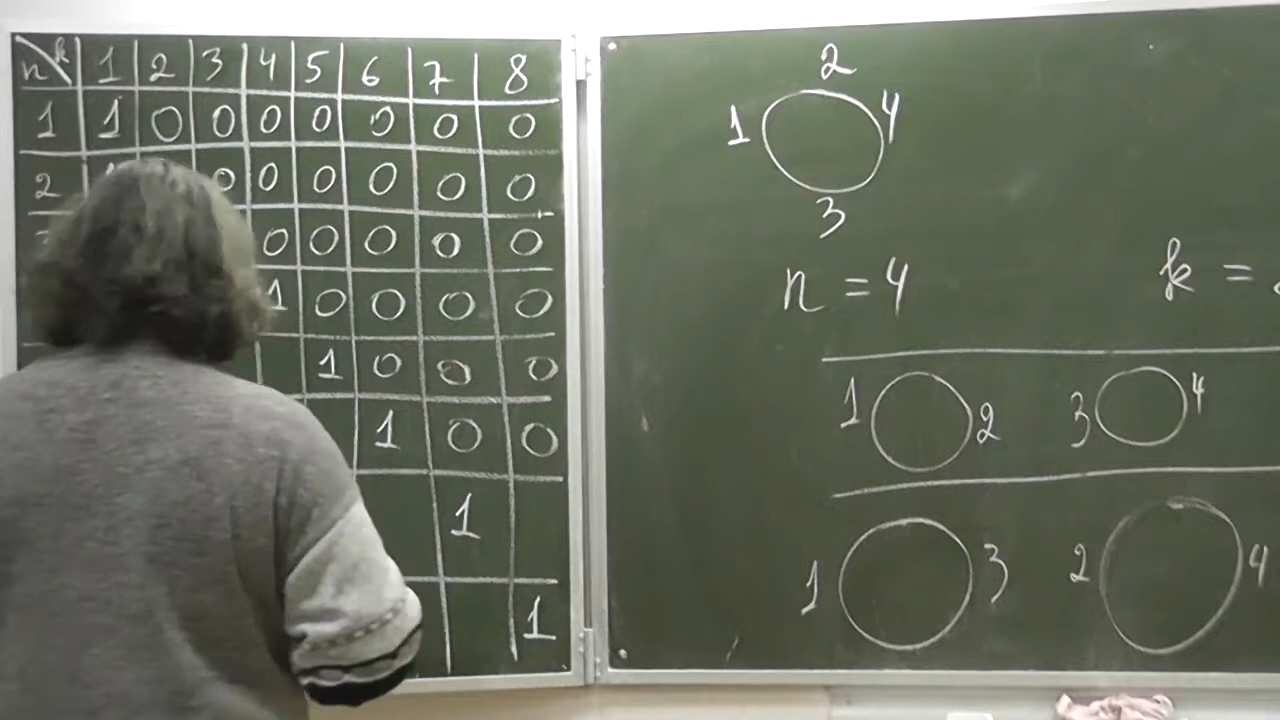 n k 1 2 3 4 5 6 7 8
1 1 0 0 0 0 0 0 0
2 0 0 0 0 0 0
0 0 0 0 0
1 0 0 0 0
1 0 0 0
1 0 0
1
1
2
1 4
3
n = 4 k =
1 2 3 4
1 3 2 4